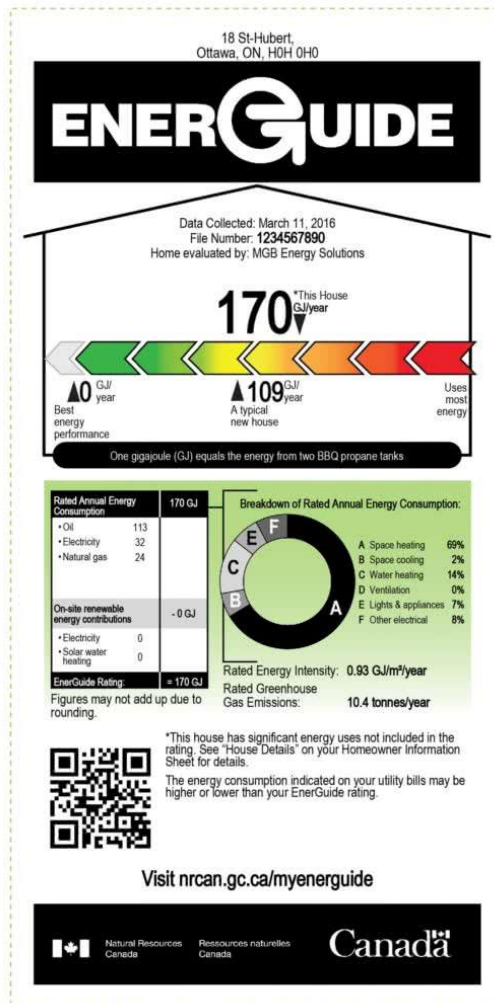 18 St-Hubert,
Ottawa, ON, H0H 0H0
ENERGUIDE
Data Collected: March 11, 2016
File Number: 1234567890
Home evaluated by: MGB Energy Solutions
170
*This House
GJ/year
0 GJ/
year
Best
energy
performance
109 GJ/
year
A typical
new house
Uses
most
energy
One gigajoule (GJ) equals the energy from two BBQ propane tanks
Rated Annual Energy
Consumption
170 GJ
• Oil 113
• Electricity 32
• Natural gas 24
On-site renewable
energy contributions
- 0 GJ
• Electricity 0
• Solar water
heating 0
EnerGuide Rating: = 170 GJ
Figures may not add up due to
rounding.
Breakdown of Rated Annual Energy Consumption:
F
E
C
B
A
A Space heating 69%
B Space cooling 2%
C Water heating 14%
D Ventilation 0%
E Lights & appliances 7%
F Other electrical 8%
Rated Energy Intensity: 0.93 GJ/m²/year
Rated Greenhouse
Gas Emissions: 10.4 tonnes/year
*This house has significant energy uses not included in the
rating. See “House Details” on your Homeowner Information
Sheet for details.
The energy consumption indicated on your utility bills may be
higher or lower than your EnerGuide rating.
Visit nrcan.gc.ca/myenerguide
Natural Resources
Canada
Ressources naturelles
Canada
Canada